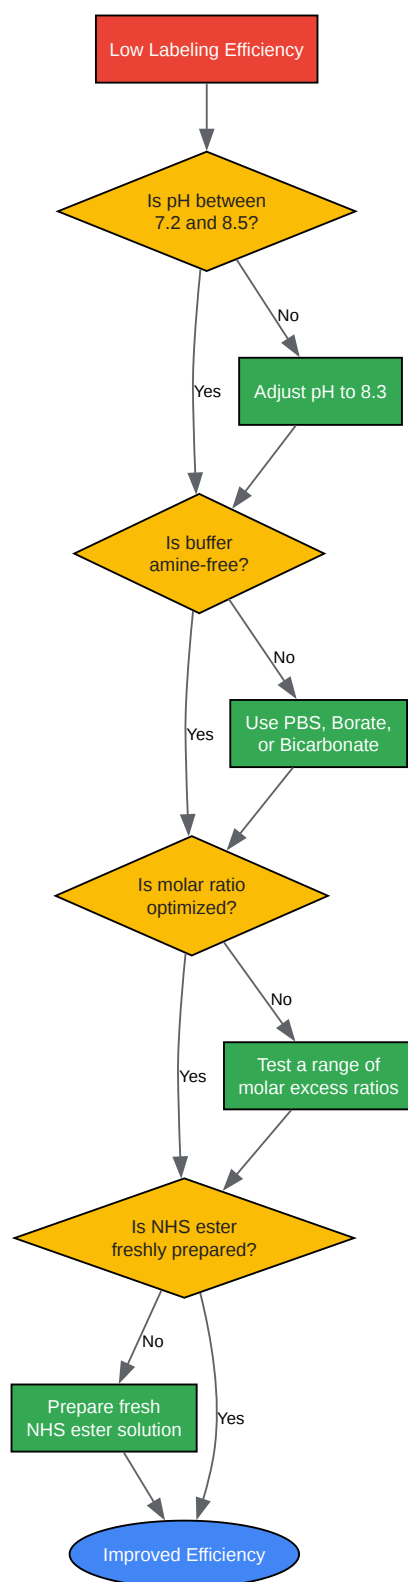 Low Labeling Efficiency
Is pH between
7.2 and 8.5?
No
Yes
Adjust pH to 8.3
Is buffer
amine-free?
No
Yes
Use PBS, Borate,
or Bicarbonate
Is molar ratio
optimized?
No
Yes
Test a range of
molar excess ratios
Is NHS ester
freshly prepared?
No
Prepare fresh
NHS ester solution
Yes
Improved Efficiency